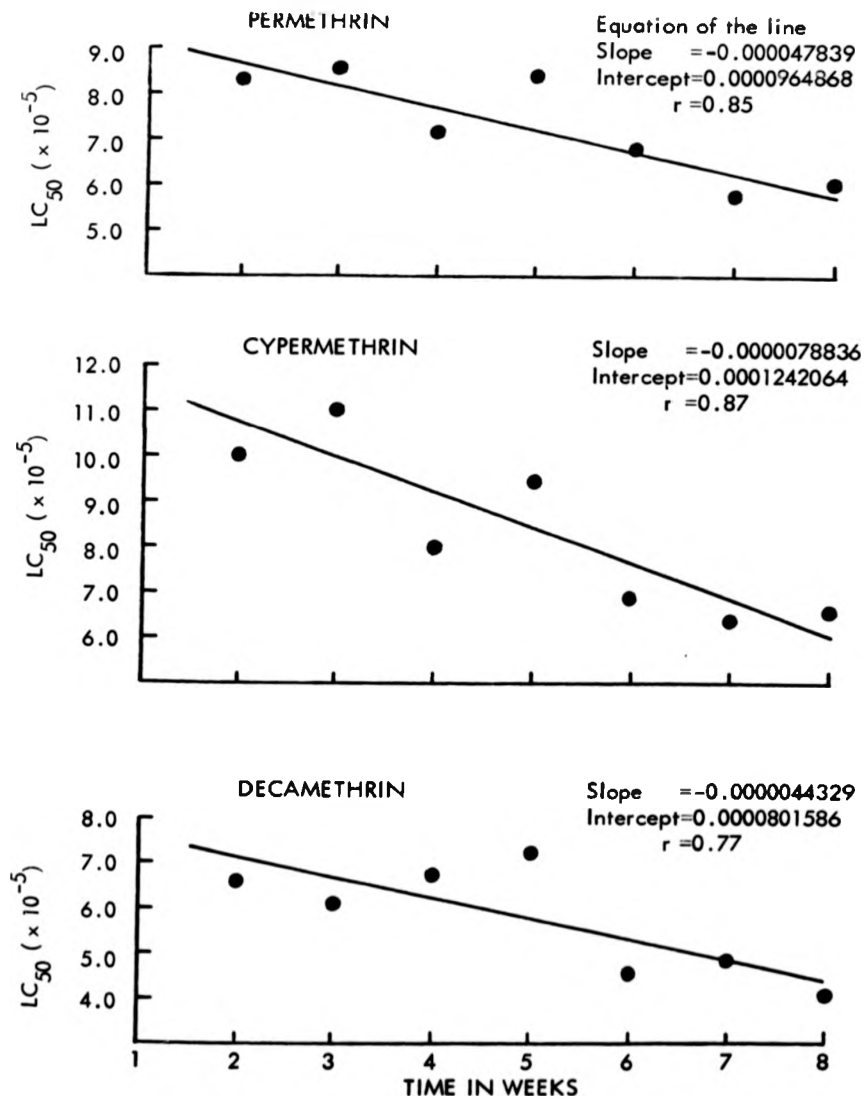 PERMETHRIN
Equation of the line
Slope =-0.000047839
Intercept=0.0000964868
r =0.85
LC50 ( × 10-5)
9.0
8.0
7.0
6.0
5.0
CYPERMETHRIN
Slope =-0.0000078836
Intercept=0.0001242064
r =0.87
LC50 ( × 10-5)
12.0
11.0
10.0
9.0
8.0
7.0
6.0
DECAMETHRIN
Slope =-0.0000044329
Intercept=0.0000801586
r =0.77
LC50 ( × 10-5)
8.0
7.0
6.0
5.0
4.0
1 2 3 4 5 6 7 8
TIME IN WEEKS